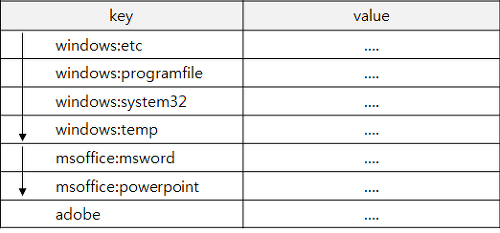 key value
windows:etc ....
windows:programfile ....
windows:system32 ....
windows:temp ....
msoffice:msword ....
msoffice:powerpoint ....
adobe ....